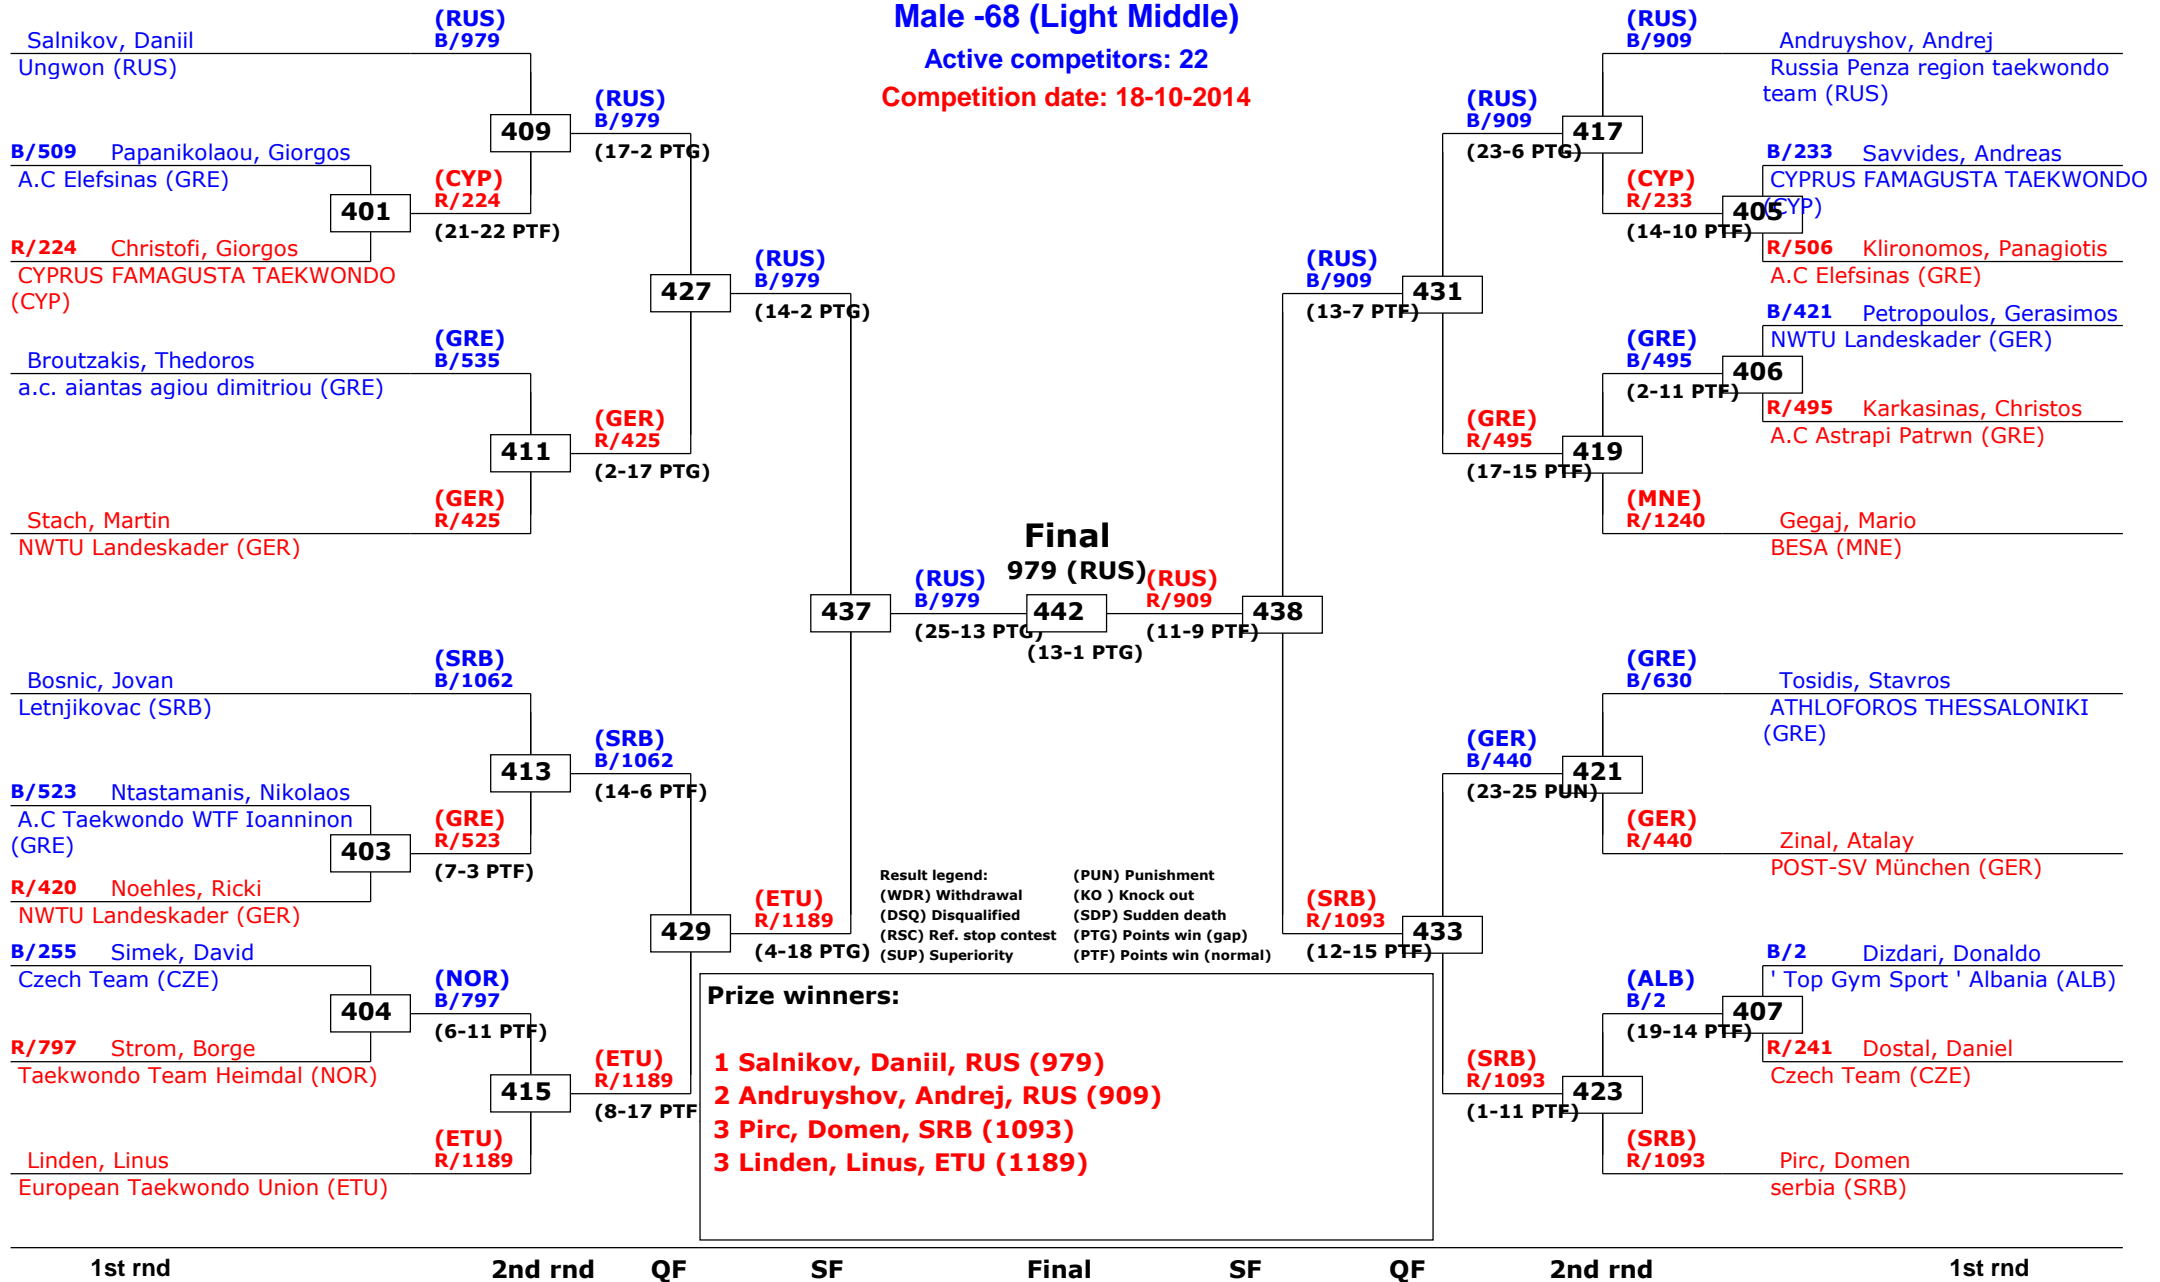 Male -68 (Light Middle)
Active competitors: 22
Competition date: 18-10-2014
Salnikov, Daniil
Ungwon (RUS)
(RUS)
B/979
B/509 Papanikolaou, Giorgos
A.C Elefsinas (GRE)
401
R/224 Christofi, Giorgos
CYPRUS FAMAGUSTA TAEKWONDO
(CYP)
(CYP)
R/224
(21-22 PTF)
409
(RUS)
B/979
(17-2 PTG)
Broutzakis, Thedoros
a.c. aiantas agiou dimitriou (GRE)
(GRE)
B/535
411
Stach, Martin
NWTU Landeskader (GER)
(GER)
R/425
(GER)
R/425
(2-17 PTG)
427
(RUS)
B/979
(14-2 PTG)
Bosnic, Jovan
Letnjikovac (SRB)
(SRB)
B/1062
B/523 Ntastamanis, Nikolaos
A.C Taekwondo WTF Ioanninon
(GRE)
403
R/420 Noehles, Ricki
NWTU Landeskader (GER)
(GRE)
R/523
(7-3 PTF)
413
(SRB)
B/1062
(14-6 PTF)
B/255 Simek, David
Czech Team (CZE)
404
R/797 Strom, Borge
Taekwondo Team Heimdal (NOR)
(NOR)
B/797
(6-11 PTF)
415
Linden, Linus
European Taekwondo Union (ETU)
(ETU)
R/1189
(ETU)
R/1189
(8-17 PTF
429
(ETU)
R/1189
(4-18 PTG)
437
(RUS)
B/979
(25-13 PTG)
Final
979 (RUS)
442
(13-1 PTG)
(RUS)
R/909
(11-9 PTF)
438
(RUS)
B/909
(13-7 PTF)
431
(RUS)
B/909
(23-6 PTG)
417
(RUS)
B/909
Andruyshov, Andrej
Russia Penza region taekwondo
team (RUS)
(CYP)
R/233
(14-10 PTF)
405
B/233 Savvides, Andreas
CYPRUS FAMAGUSTA TAEKWONDO
(CYP)
R/506 Klironomos, Panagiotis
A.C Elefsinas (GRE)
(GRE)
R/495
(17-15 PTF)
419
(GRE)
B/495
(2-11 PTF)
406
B/421 Petropoulos, Gerasimos
NWTU Landeskader (GER)
R/495 Karkasinas, Christos
A.C Astrapi Patrwn (GRE)
(MNE)
R/1240
Gegaj, Mario
BESA (MNE)
(SRB)
R/1093
(12-15 PTF)
433
(GER)
B/440
(23-25 PUN)
421
(GRE)
B/630
Tosidis, Stavros
ATHLOFOROS THESSALONIKI
(GRE)
(GER)
R/440
Zinal, Atalay
POST-SV München (GER)
(SRB)
R/1093
(1-11 PTF)
423
(ALB)
B/2
(19-14 PTF)
407
B/2 Dizdari, Donaldo
' Top Gym Sport ' Albania (ALB)
R/241 Dostal, Daniel
Czech Team (CZE)
(SRB)
R/1093
Pirc, Domen
serbia (SRB)
Result legend: (PUN) Punishment
(WDR) Withdrawal (KO ) Knock out
(DSQ) Disqualified (SDP) Sudden death
(RSC) Ref. stop contest (PTG) Points win (gap)
(SUP) Superiority (PTF) Points win (normal)
Prize winners:
1 Salnikov, Daniil, RUS (979)
2 Andruyshov, Andrej, RUS (909)
3 Pirc, Domen, SRB (1093)
3 Linden, Linus, ETU (1189)
1st rnd 2nd rnd QF SF Final SF QF 2nd rnd 1st rnd